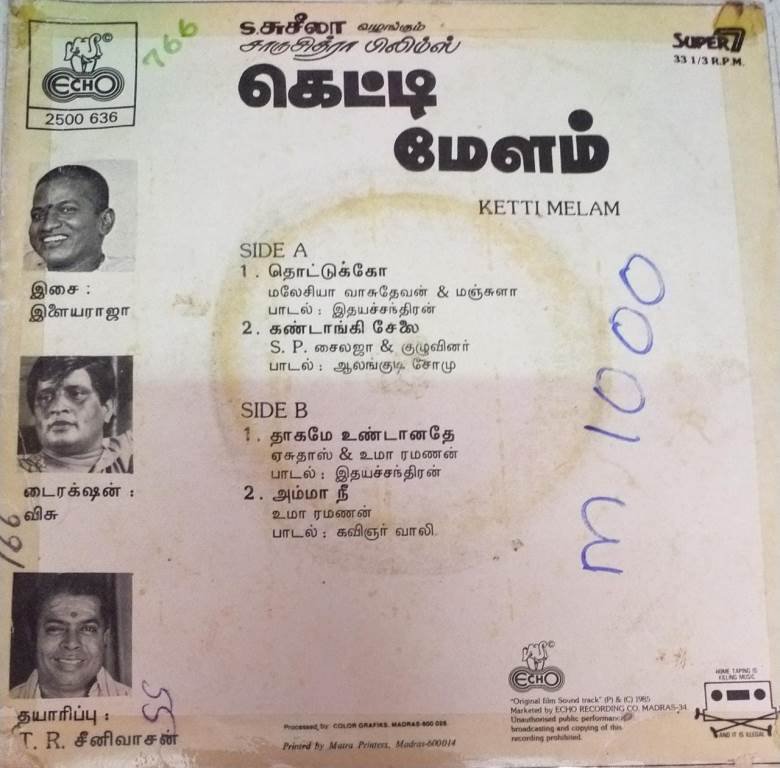 S.சுசீலா வழங்கும்
சாருசித்ரா பிலிம்ஸ்
கெட்டி
மேளம்
KETTI MELAM
SUPER 7
33 1/3 R.P.M.
ECHO
2500 636
766
இசை :
இளையராஜா
டைரக்ஷன் :
விசு
766
தயாரிப்பு :
T. R. சீனிவாசன்
SIDE A
1. தொட்டுக்கோ
மலேசியா வாசுதேவன் & மஞ்சுளா
பாடல் : இதயச்சந்திரன்
2. கண்டாங்கி சேலை
S. P. சைலஜா & குழுவினர்
பாடல் : ஆலங்குடி சோமு
SIDE B
1. தாகமே உண்டானதே
ஏசுதாஸ் & உமா ரமணன்
பாடல் : இதயச்சந்திரன்
2. அம்மா நீ
உமா ரமணன்
பாடல் : கவிஞர் வாலி
m 1000
Processed by: COLOR GRAFIKS. MADRAS-600 026.
Printed by Matra Printers, Madras-600014
ECHO
"Original film Sound track" (P) & (C) 1985
Marketed by ECHO RECORDING CO. MADRAS-34.
Unauthorised public performance
broadcasting and copying of this
recording prohibited.
HOME TAPING IS
KILLING MUSIC
AND IT IS ILLEGAL